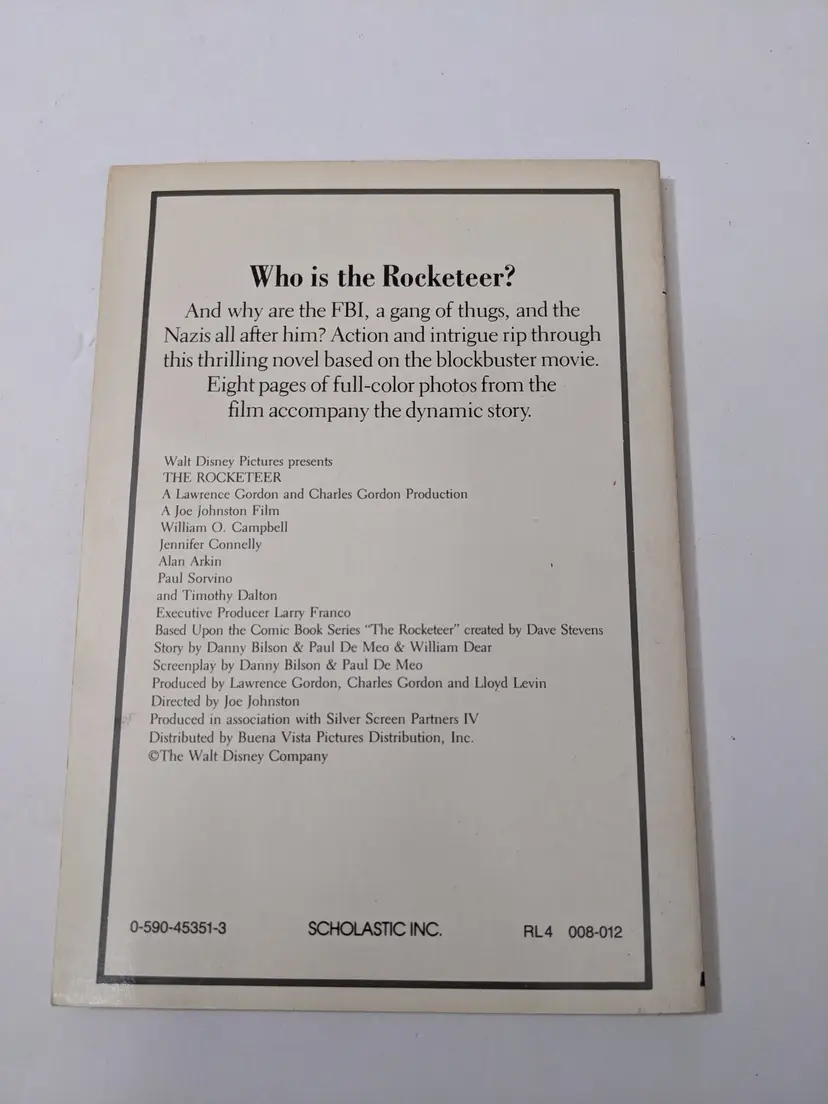 Who is the Rocketeer?
And why are the FBI, a gang of thugs, and the
Nazis all after him? Action and intrigue rip through
this thrilling novel based on the blockbuster movie.
Eight pages of full-color photos from the
film accompany the dynamic story.
Walt Disney Pictures presents
THE ROCKETEER
A Lawrence Gordon and Charles Gordon Production
A Joe Johnston Film
William O. Campbell
Jennifer Connelly
Alan Arkin
Paul Sorvino
and Timothy Dalton
Executive Producer Larry Franco
Based Upon the Comic Book Series "The Rocketeer" created by Dave Stevens
Story by Danny Bilson & Paul De Meo & William Dear
Screenplay by Danny Bilson & Paul De Meo
Produced by Lawrence Gordon, Charles Gordon and Lloyd Levin
Directed by Joe Johnston
Produced in association with Silver Screen Partners IV
Distributed by Buena Vista Pictures Distribution, Inc.
©The Walt Disney Company
0-590-45351-3 SCHOLASTIC INC. RL4 008-012